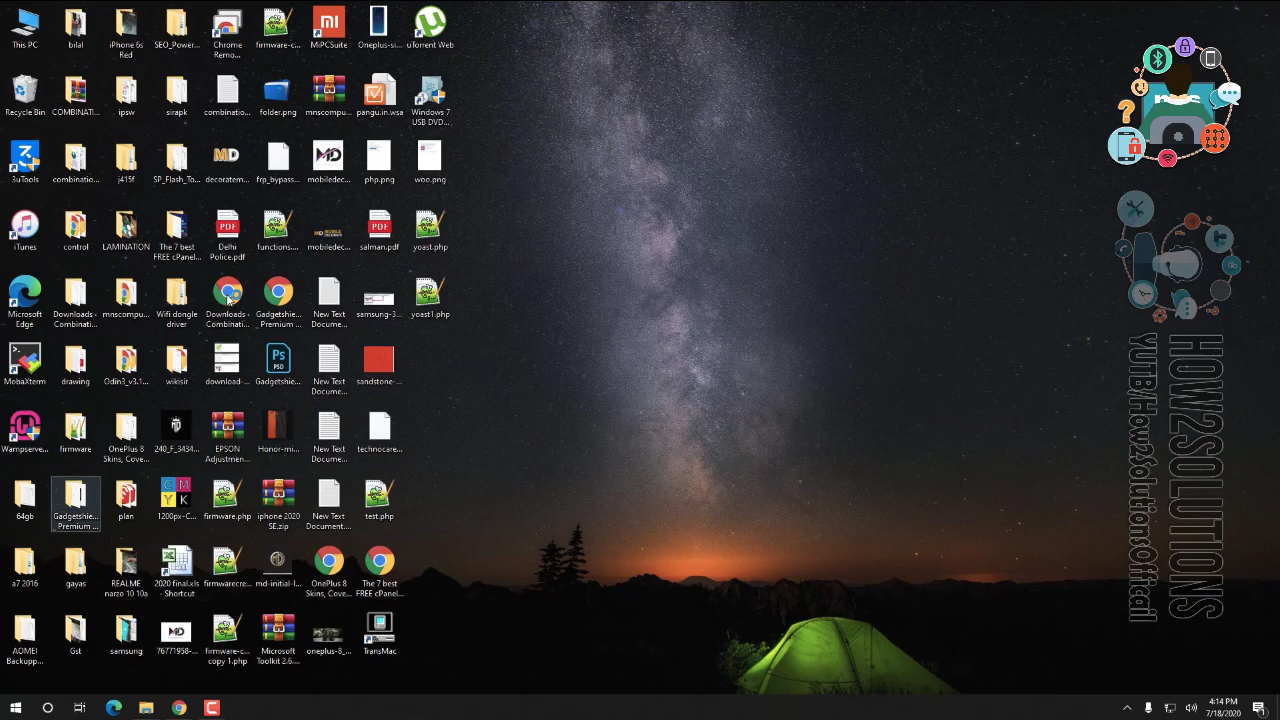 This PC
bilal
iPhone 6s
Red
SEO_Power...
Chrome
Remo...
firmware-c...
MiPCSuite
Oneplus-si...
uTorrent Web
Recycle Bin
COMBINATI...
ipsw
sirapk
combinatio...
folder.png
mnscompu...
pangu.in.wsa
Windows 7
USB DVD...
3uTools
combinatio...
j415f
SP_Flash_To...
decoratem...
frp_bypass...
mobiledec...
php.png
woo.png
iTunes
control
LAMINATION
The 7 best
FREE cPanel...
Delhi
Police.pdf
functions....
mobiledec...
salman.pdf
yoast.php
Microsoft
Edge
Downloads ‹
Combinati...
mnscompu...
Wifi dongle
driver
Downloads ‹
Combinati...
Gadgetshie...
Premium ...
New Text
Docume...
samsung-3...
yoast1.php
MobaXterm
drawing
Odin3_v3.1...
wikisir
download-...
Gadgetshie...
New Text
Docume...
sandstone-...
Wampserve...
firmware
OnePlus 8
Skins, Cove...
240_F_3434...
EPSON
Adjustmen...
Honor-mi...
New Text
Docume...
technocare...
64gb
Gadgetshie...
Premium ...
plan
1200px-C...
firmware.php
iphone 2020
SE.zip
New Text
Document....
test.php
a7 2016
gayas
REALME
narzo 10 10a
2020 final.xls
- Shortcut
firmwarecre...
md-initial-l...
OnePlus 8
Skins, Cove...
The 7 best
FREE cPanel...
AOMEI
Backupp...
Gst
samsung
76771958-...
firmware-c...
copy 1.php
Microsoft
Toolkit 2.6...
oneplus-8_...
TransMac
HOW2SOLUTIONS
YUTB/How2SolutionsOfficail
4:14 PM
7/18/2020